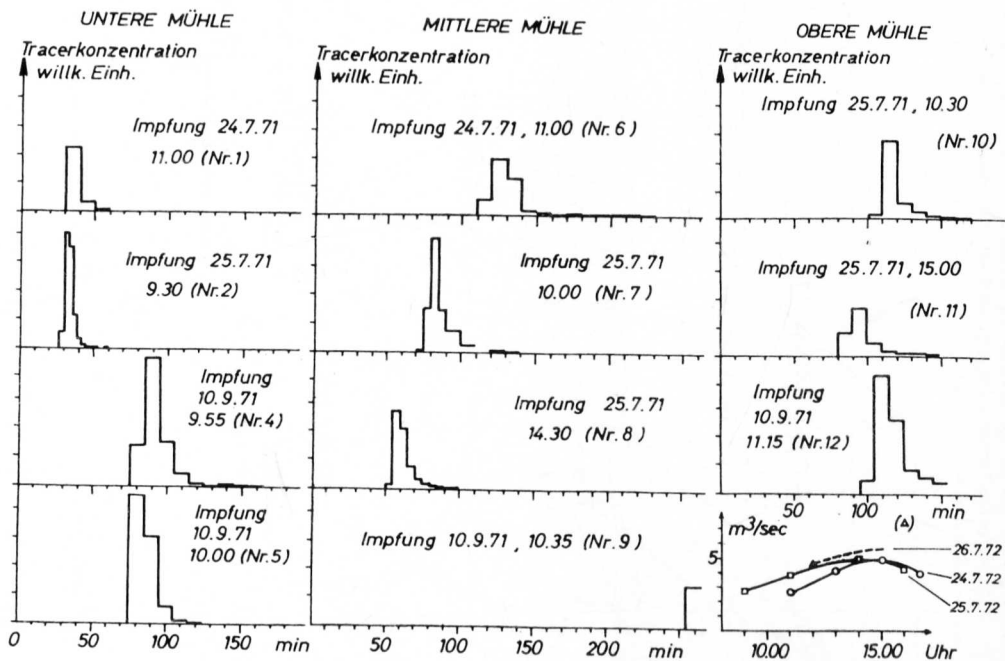 UNTERE MÜHLE
Tracerkonzentration
willk. Einh.
Impfung 24.7.71
11.00 (Nr.1)
Impfung 25.7.71
9.30 (Nr.2)
Impfung
10.9.71
9.55 (Nr.4)
Impfung
10.9.71
10.00 (Nr.5)
0 50 100 150 min
MITTLERE MÜHLE
Tracerkonzentration
willk. Einh.
Impfung 24.7.71, 11.00 (Nr.6)
Impfung 25.7.71
10.00 (Nr.7)
Impfung 25.7.71
14.30 (Nr.8)
Impfung 10.9.71, 10.35 (Nr.9)
0 50 100 150 min 200
OBERE MÜHLE
Tracerkonzentration
willk. Einh.
Impfung 25.7.71, 10.30
(Nr.10)
Impfung 25.7.71, 15.00
(Nr.11)
Impfung
10.9.71
11.15 (Nr.12)
50 100 (△) min
m³/sec
5
26.7.72
24.7.72
25.7.72
10.00 15.00 Uhr